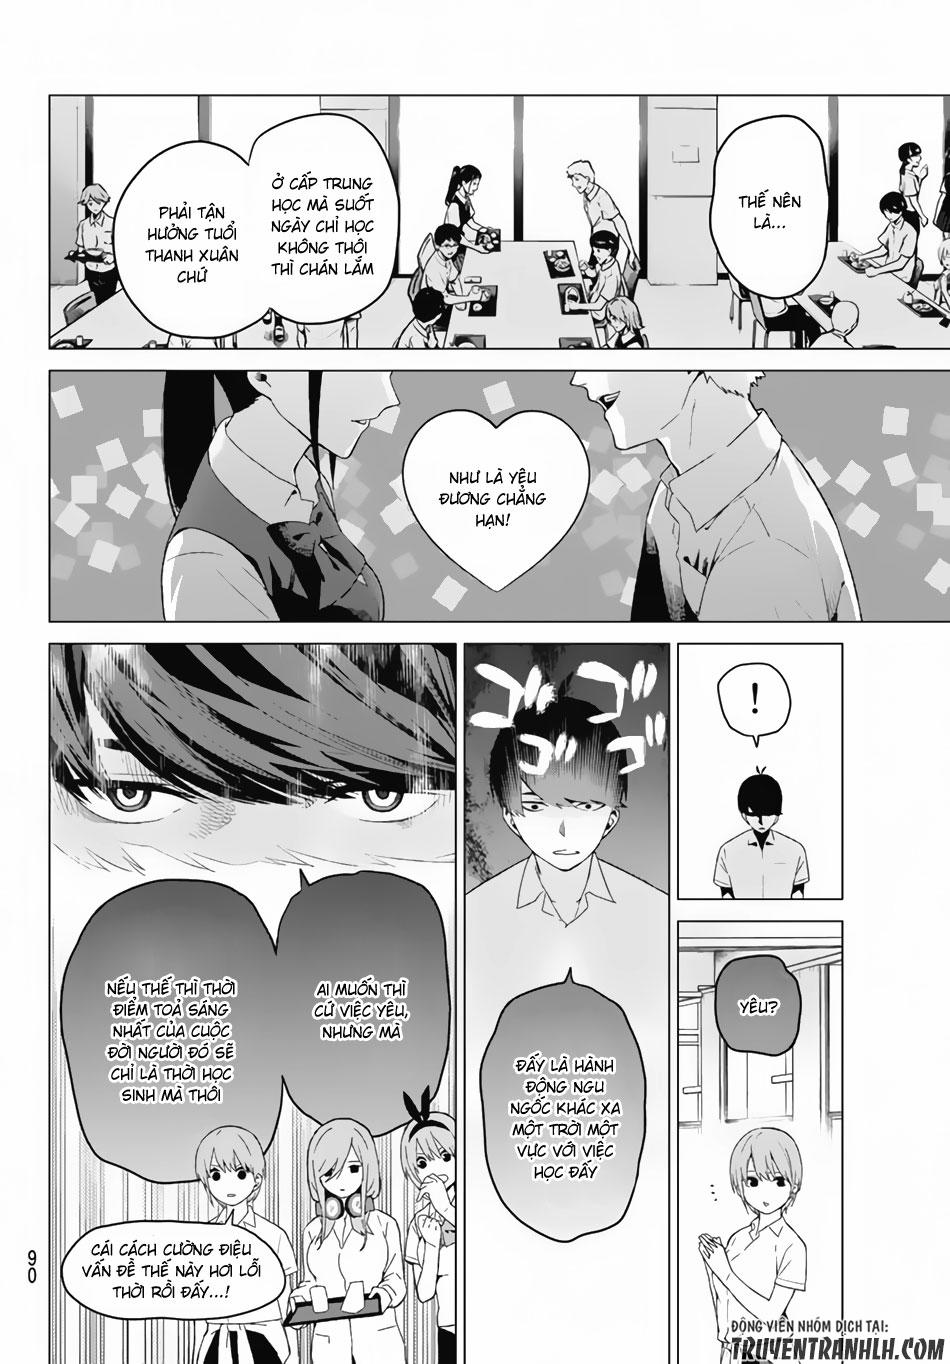 THẾ NÊN
LÀ...
Ở CẤP TRUNG
HỌC MÀ SUỐT
NGÀY CHỈ HỌC
KHÔNG THÔI
THÌ CHÁN LẮM
PHẢI TẬN
HƯỞNG TUỔI
THANH XUÂN
CHỨ
NHƯ LÀ YÊU
ĐƯƠNG CHẲNG
HẠN!
!
YÊU?
ゴゴ
ゴゴ
ĐẤY LÀ HÀNH
ĐỘNG NGU
NGỐC KHÁC XA
MỘT TRỜI MỘT
VỰC VỚI VIỆC
HỌC ĐẤY
AI MUỐN THÌ
CỨ VIỆC YÊU,
NHƯNG MÀ
NẾU THẾ THÌ THỜI
ĐIỂM TOẢ SÁNG
NHẤT CỦA CUỘC
ĐỜI NGƯỜI ĐÓ SẼ
CHỈ LÀ THỜI HỌC
SINH MÀ THÔI
CÁI CÁCH CƯỜNG ĐIỆU
VẤN ĐỀ THẾ NÀY HƠI LỖI
THỜI RỒI ĐẤY...!
90
ĐỘNG VIÊN NHÓM DỊCH TẠI:
TRUYENTRANHLH.COM